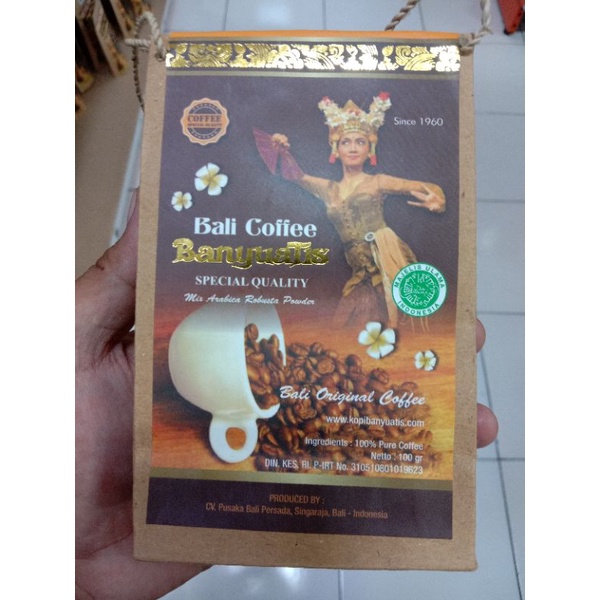 COFFEE
Since 1960
Bali Coffee
Banyuatis
SPECIAL QUALITY
Mix Arabica Robusta Powder
MAJELIS ULAMA
INDONESIA
Bali Original Coffee
www.kopibanyuatis.com
Ingredients : 100% Pure Coffee
Netto : 100 gr
DIN. KES. RI. P-IRT No. 310510801019623
PRODUCED BY :
CV. Pusaka Bali Persada, Singaraja, Bali - Indonesia